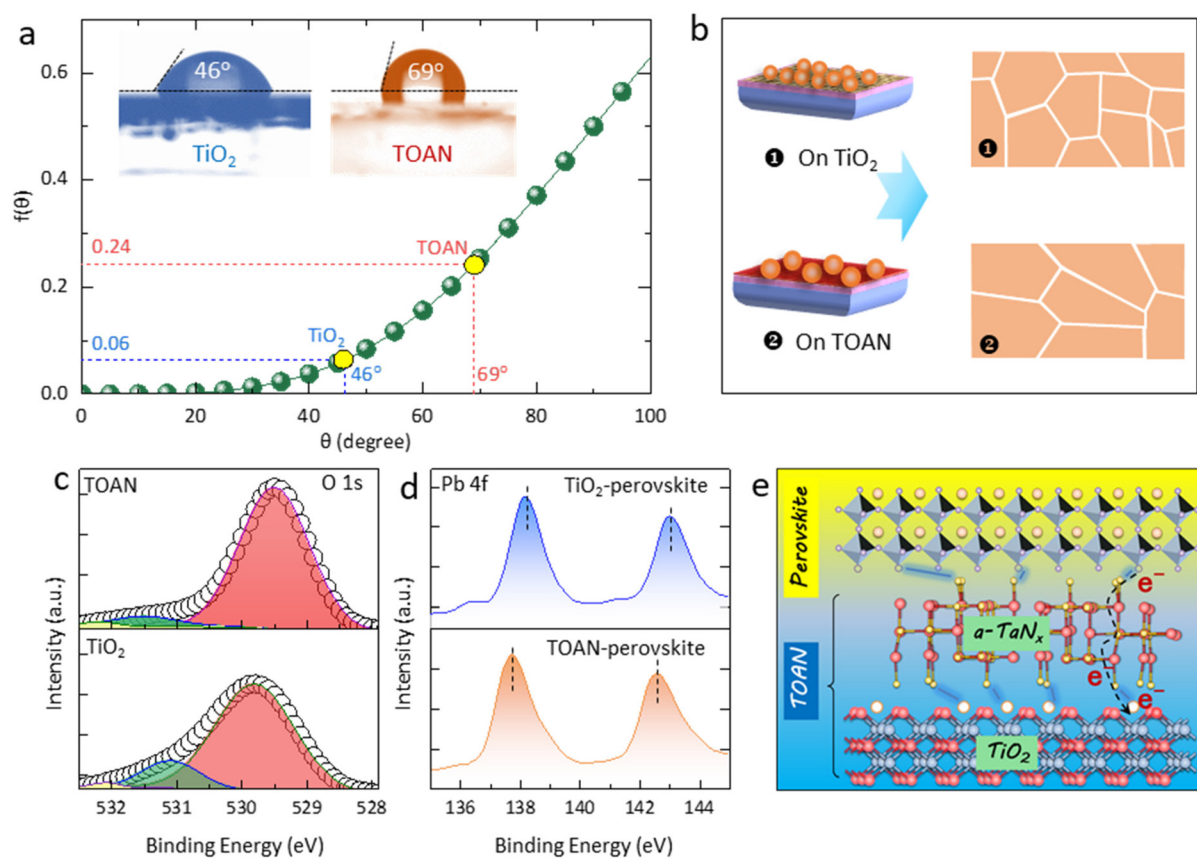 a
46°
TiO₂
69°
TOAN
f(θ)
0.6
0.4
0.2
0.0
0.24
TOAN
0.06
TiO₂
46°
69°
0
20
40
60
80
100
θ (degree)
b
❶ On TiO₂
❶
❷ On TOAN
❷
c
TOAN
O 1s
TiO₂
Intensity (a.u.)
532
531
530
529
528
Binding Energy (eV)
d
Pb 4f
TiO₂-perovskite
TOAN-perovskite
Intensity (a.u.)
136
138
140
142
144
Binding Energy (eV)
e
Perovskite
TOAN
a-TaNₓ
TiO₂
e⁻
e⁻
e⁻